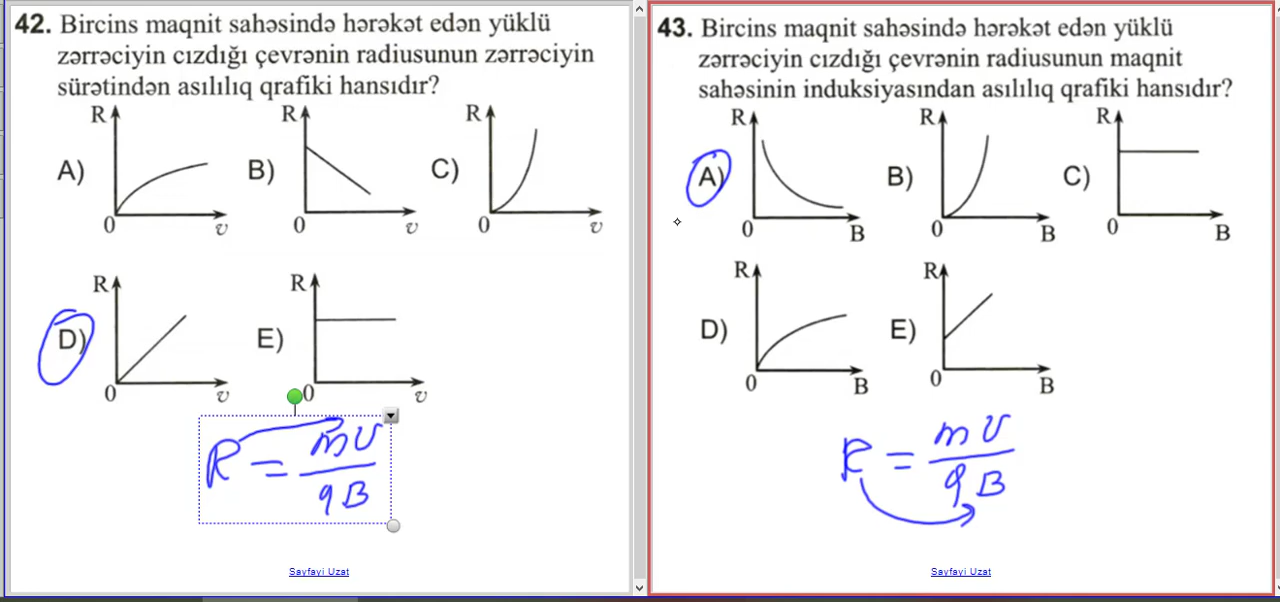 42. Bircins maqnit sahəsində hərəkət edən yüklü
zərrəciyin cızdığı çevrənin radiusunun zərrəciyin
sürətindən asılılıq qrafiki hansıdır?
R R R
A) B) C)
0 υ 0 υ 0 υ
R R
D) E)
0 υ 0 υ
R = mυ
qB
Sayfayi Uzat
43. Bircins maqnit sahəsində hərəkət edən yüklü
zərrəciyin cızdığı çevrənin radiusunun maqnit
sahəsinin induksiyasından asılılıq qrafiki hansıdır?
R R R
A) B) C)
0 B 0 B 0 B
R R
D) E)
0 B 0 B
R = mυ
qB
Sayfayi Uzat